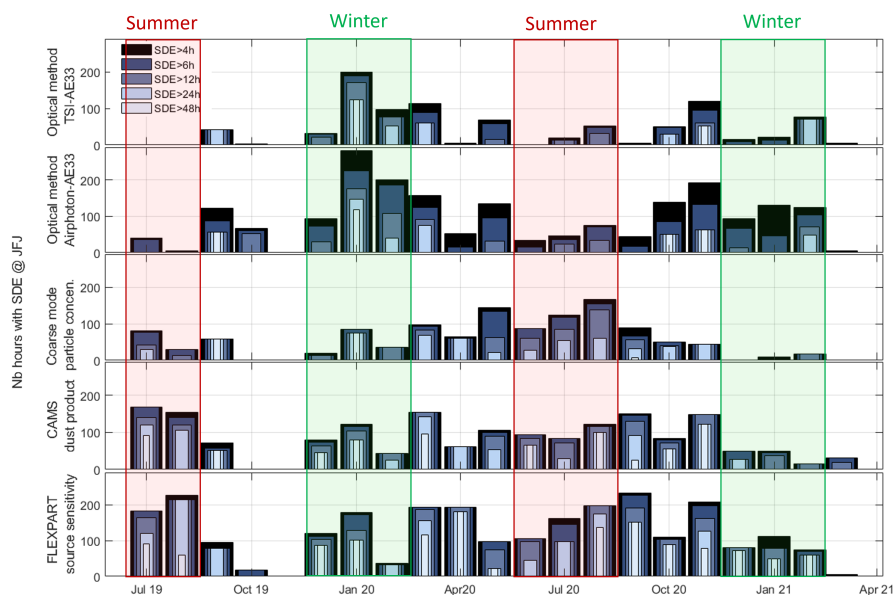 Summer
Winter
Summer
Winter
SDE>4h
SDE>6h
SDE>12h
SDE>24h
SDE>48h
Nb hours with SDE @ JFJ
Optical method
TSI-AE33
200
100
0
Optical method
Airphoton-AE33
200
100
0
Coarse mode
particle concen.
200
100
0
CAMS
dust product
200
100
0
FLEXPART
source sensitivity
200
100
0
Jul 19
Oct 19
Jan 20
Apr20
Jul 20
Oct 20
Jan 21
Apr 21